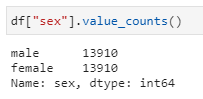 df["sex"].value_counts()
male      13910
female    13910
Name: sex, dtype: int64